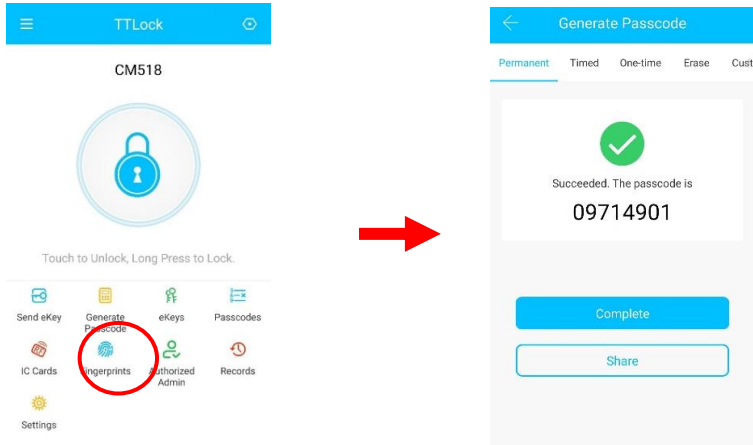 TTLock
CM518
Touch to Unlock, Long Press to Lock.
Send eKey
Generate
Passcode
eKeys
Passcodes
IC Cards
Fingerprints
Authorized
Admin
Records
Settings
Generate Passcode
Permanent Timed One-time Erase Cust
Succeeded. The passcode is
09714901
Complete
Share